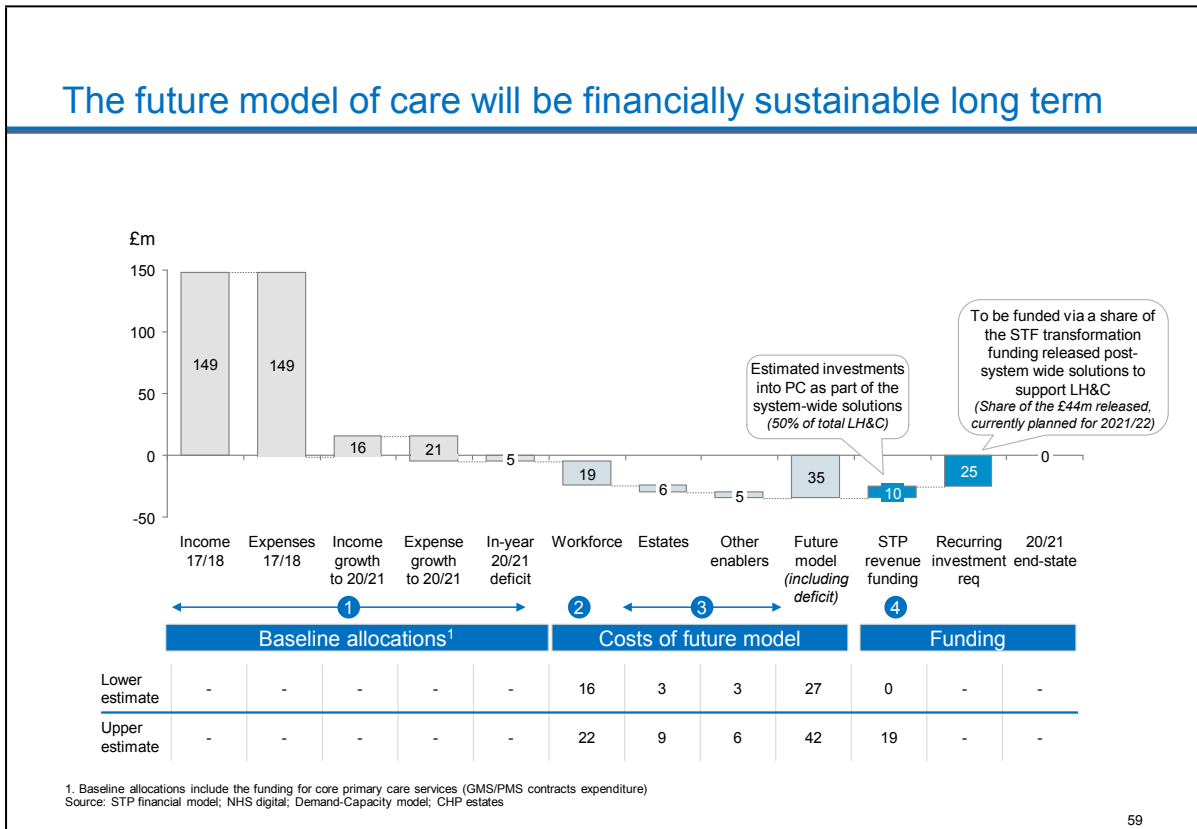 The future model of care will be financially sustainable long term
£m
150
100
50
0
-50
149
149
16
21
5
19
6
5
35
10
25
0
Estimated investments
into PC as part of the
system-wide solutions
(50% of total LH&C)
To be funded via a share of
the STF transformation
funding released post-
system wide solutions to
support LH&C
(Share of the £44m released,
currently planned for 2021/22)
Income
17/18
Expenses
17/18
Income
growth
to 20/21
Expense
growth
to 20/21
In-year
20/21
deficit
Workforce
Estates
Other
enablers
Future
model
(including
deficit)
STP
revenue
funding
Recurring
investment
req
20/21
end-state
1
2
3
4
Baseline allocations1
Costs of future model
Funding
Lower
estimate
- - - - - 16 3 3 27 0 - -
Upper
estimate
- - - - - 22 9 6 42 19 - -
1. Baseline allocations include the funding for core primary care services (GMS/PMS contracts expenditure)
Source: STP financial model; NHS digital; Demand-Capacity model; CHP estates
59